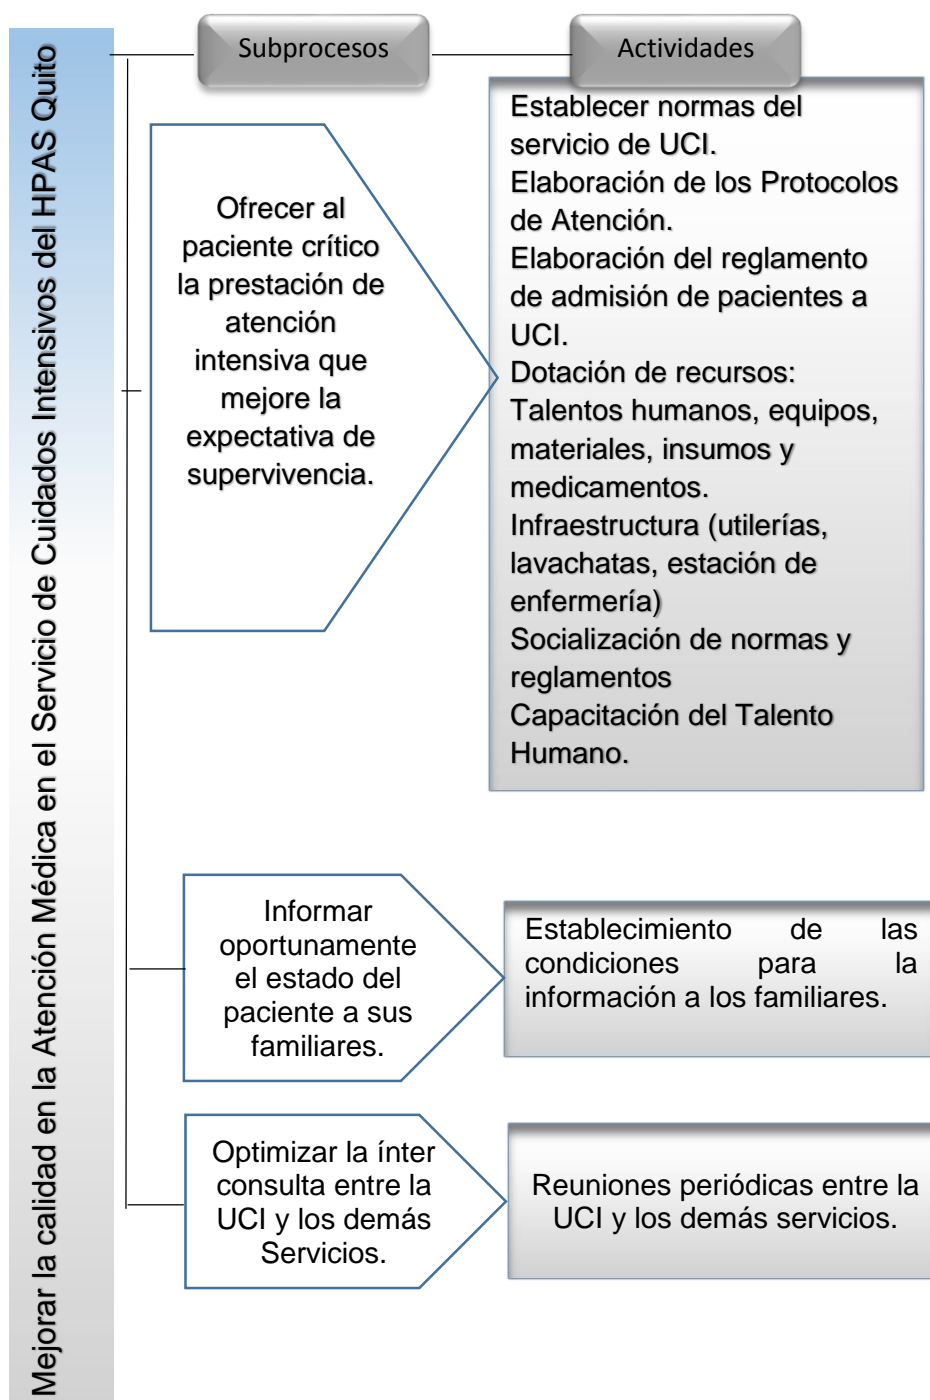 Mejorar la calidad en la Atención Médica en el Servicio de Cuidados Intensivos del HPAS Quito
Subprocesos
Actividades
Ofrecer al
paciente crítico
la prestación de
atención
intensiva que
mejore la
expectativa de
supervivencia.
Establecer normas del
servicio de UCI.
Elaboración de los Protocolos
de Atención.
Elaboración del reglamento
de admisión de pacientes a
UCI.
Dotación de recursos:
Talentos humanos, equipos,
materiales, insumos y
medicamentos.
Infraestructura (utilerías,
lavachatas, estación de
enfermería)
Socialización de normas y
reglamentos
Capacitación del Talento
Humano.
Informar
oportunamente
el estado del
paciente a sus
familiares.
Establecimiento de las
condiciones para la
información a los familiares.
Optimizar la ínter
consulta entre la
UCI y los demás
Servicios.
Reuniones periódicas entre la
UCI y los demás servicios.